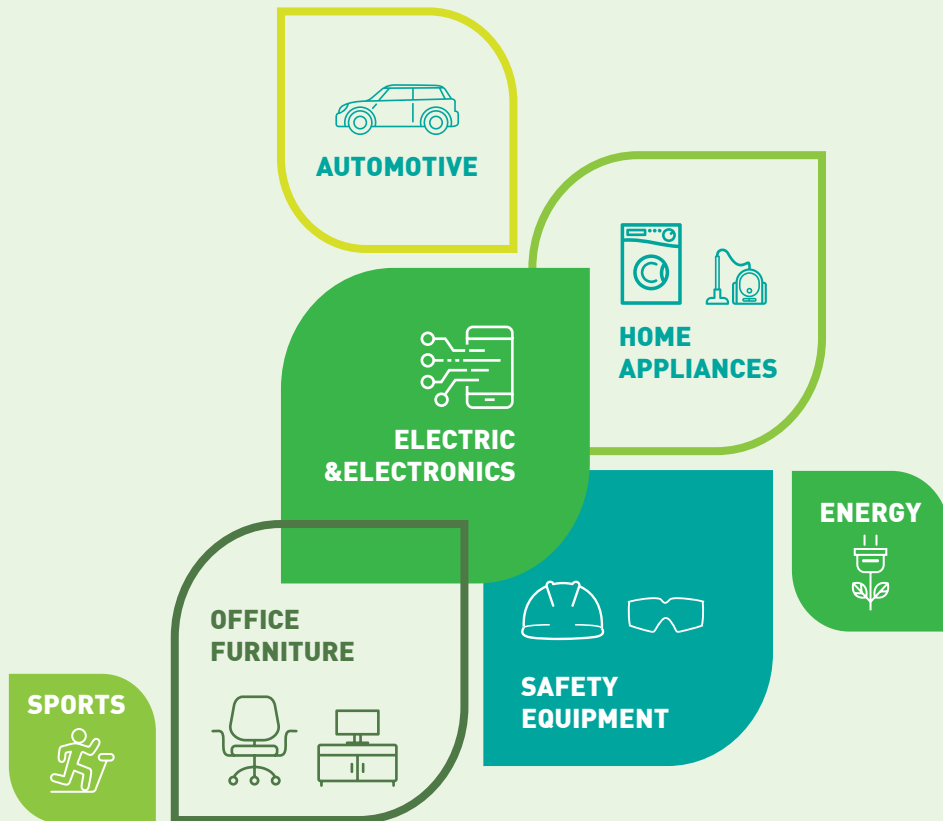 AUTOMOTIVE
HOME
APPLIANCES
ELECTRIC
&ELECTRONICS
ENERGY
OFFICE
FURNITURE
SAFETY
EQUIPMENT
SPORTS